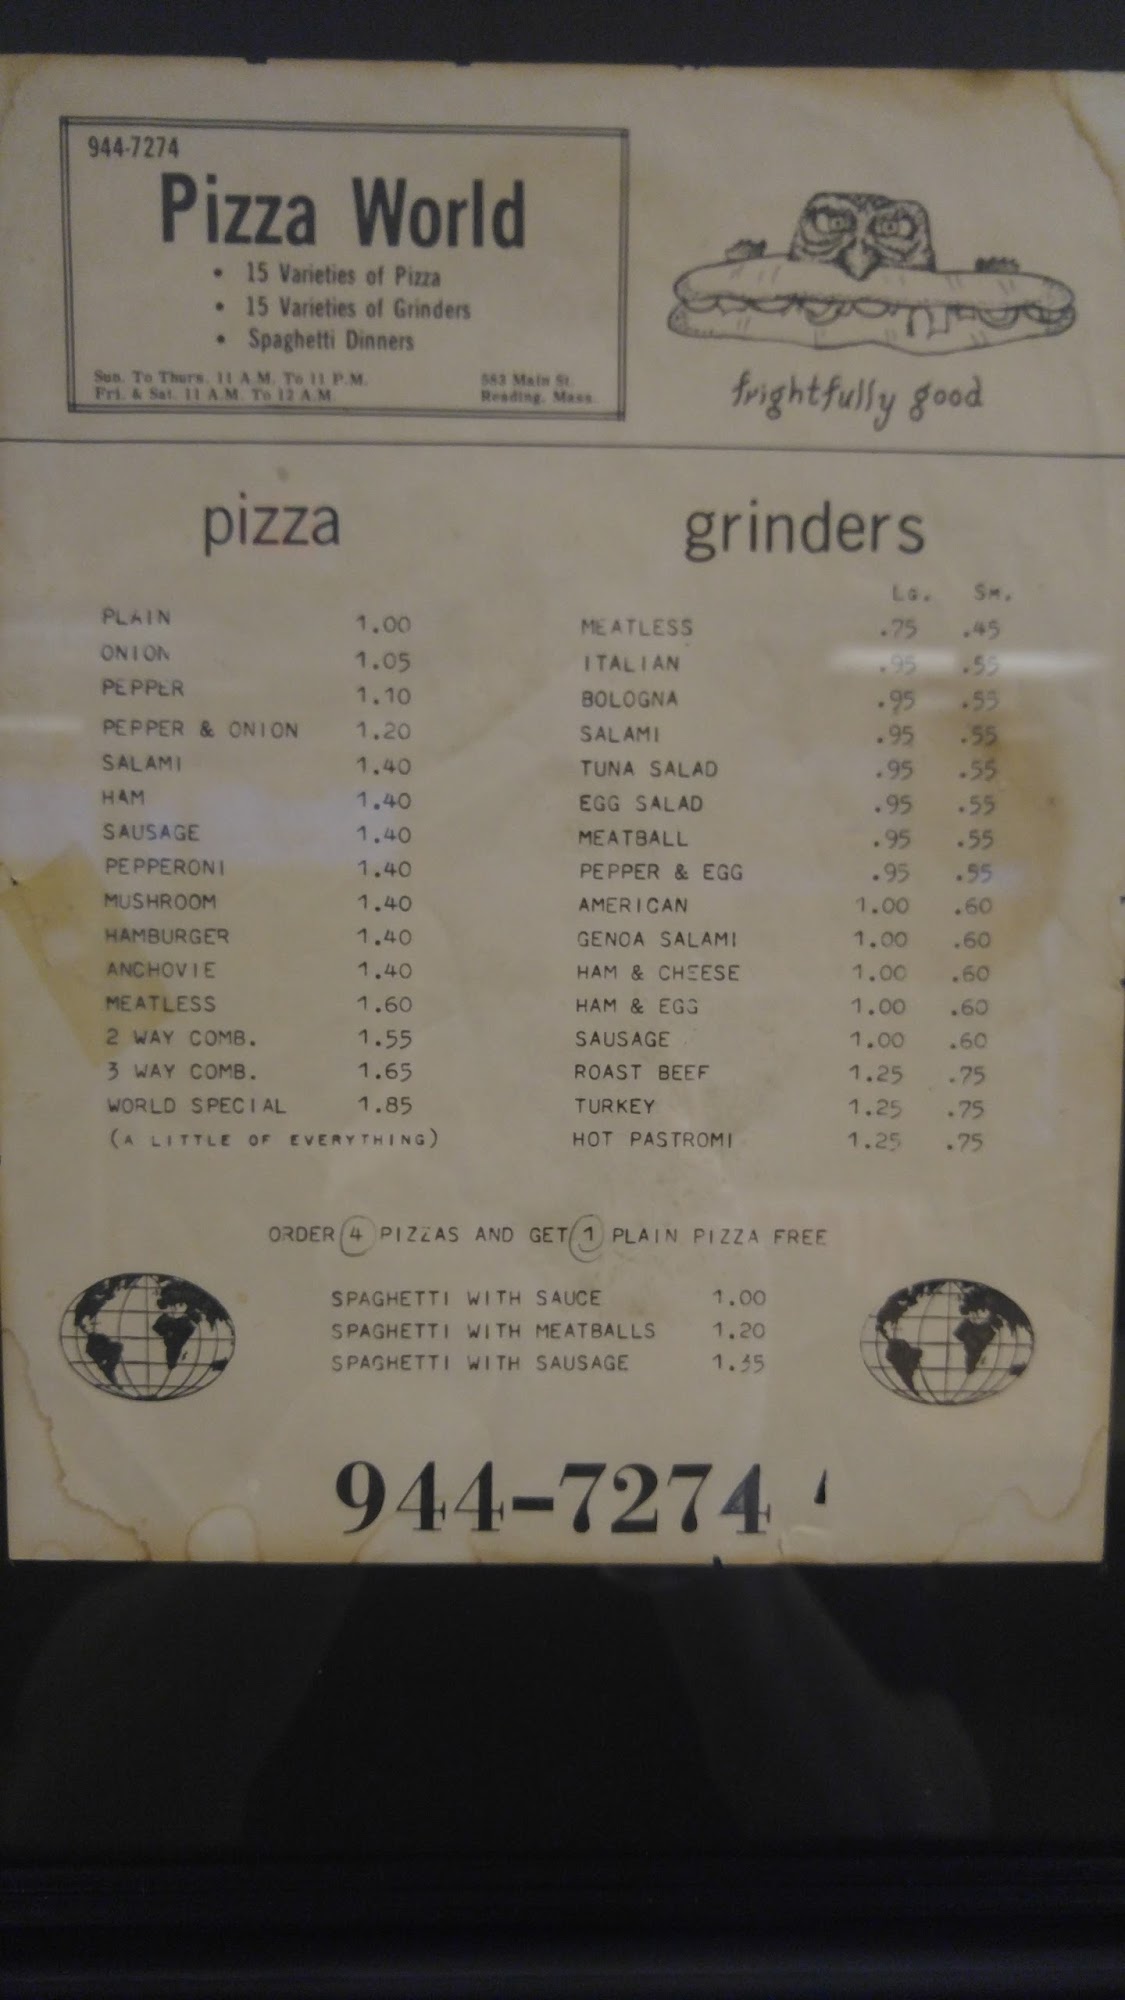 944-7274
Pizza World
• 15 Varieties of Pizza
• 15 Varieties of Grinders
• Spaghetti Dinners
Sun. To Thurs. 11 A.M. To 11 P.M.
Fri. & Sat. 11 A.M. To 12 A.M.
583 Main St.
Reading, Mass.
frightfully good
pizza
PLAIN 1.00
ONION 1.05
PEPPER 1.10
PEPPER & ONION 1.20
SALAMI 1.40
HAM 1.40
SAUSAGE 1.40
PEPPERONI 1.40
MUSHROOM 1.40
HAMBURGER 1.40
ANCHOVIE 1.40
MEATLESS 1.60
2 WAY COMB. 1.55
3 WAY COMB. 1.65
WORLD SPECIAL 1.85
(A LITTLE OF EVERYTHING)
grinders
LG. SM.
MEATLESS .75 .45
ITALIAN .95 .55
BOLOGNA .95 .55
SALAMI .95 .55
TUNA SALAD .95 .55
EGG SALAD .95 .55
MEATBALL .95 .55
PEPPER & EGG .95 .55
AMERICAN 1.00 .60
GENOA SALAMI 1.00 .60
HAM & CHEESE 1.00 .60
HAM & EGG 1.00 .60
SAUSAGE 1.00 .60
ROAST BEEF 1.25 .75
TURKEY 1.25 .75
HOT PASTROMI 1.25 .75
ORDER 4 PIZZAS AND GET 1 PLAIN PIZZA FREE
SPAGHETTI WITH SAUCE 1.00
SPAGHETTI WITH MEATBALLS 1.20
SPAGHETTI WITH SAUSAGE 1.35
944-7274